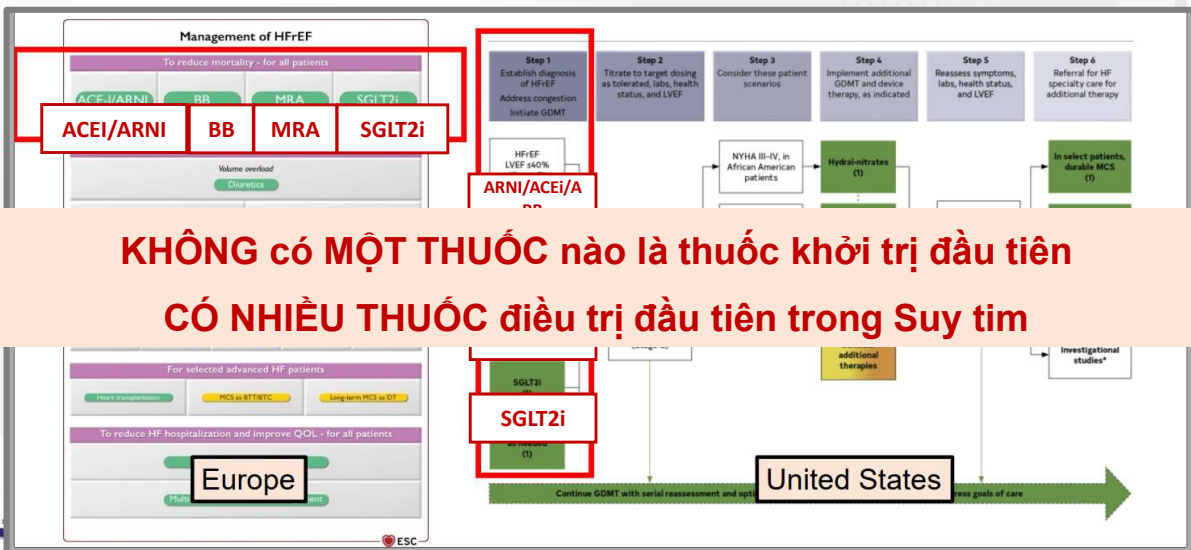 Management of HFrEF
To reduce mortality - for all patients
ACE-I/ARNI BB MRA SGLT2i
ACEI/ARNI BB MRA SGLT2i
Volume overload
Diuretics
KHÔNG có MỘT THUỐC nào là thuốc khởi trị đầu tiên
CÓ NHIỀU THUỐC điều trị đầu tiên trong Suy tim
For selected advanced HF patients
Heart transplantation MCS as BTT/BTC Long-term MCS as DT
To reduce HF hospitalization and improve QOL - for all patients
Europe
ESC
Step 1
Establish diagnosis
of HFrEF
Address congestion
Initiate GDMT
Step 2
Titrate to target dosing
as tolerated, labs, health
status, and LVEF
Step 3
Consider these patient
scenarios
Step 4
Implement additional
GDMT and device
therapy, as indicated
Step 5
Reassess symptoms,
labs, health status,
and LVEF
Step 6
Referral for HF
specialty care for
additional therapy
HFrEF
LVEF ≤40%
ARNI/ACEi/A
NYHA III–IV, in
African American
patients
Hydral-nitrates
(1)
In select patients,
durable MCS
(1)
additional
therapies
Investigational
studies*
SGLT2i
SGLT2i
as needed
(1)
United States
Continue GDMT with serial reassessment and opti
ress goals of care